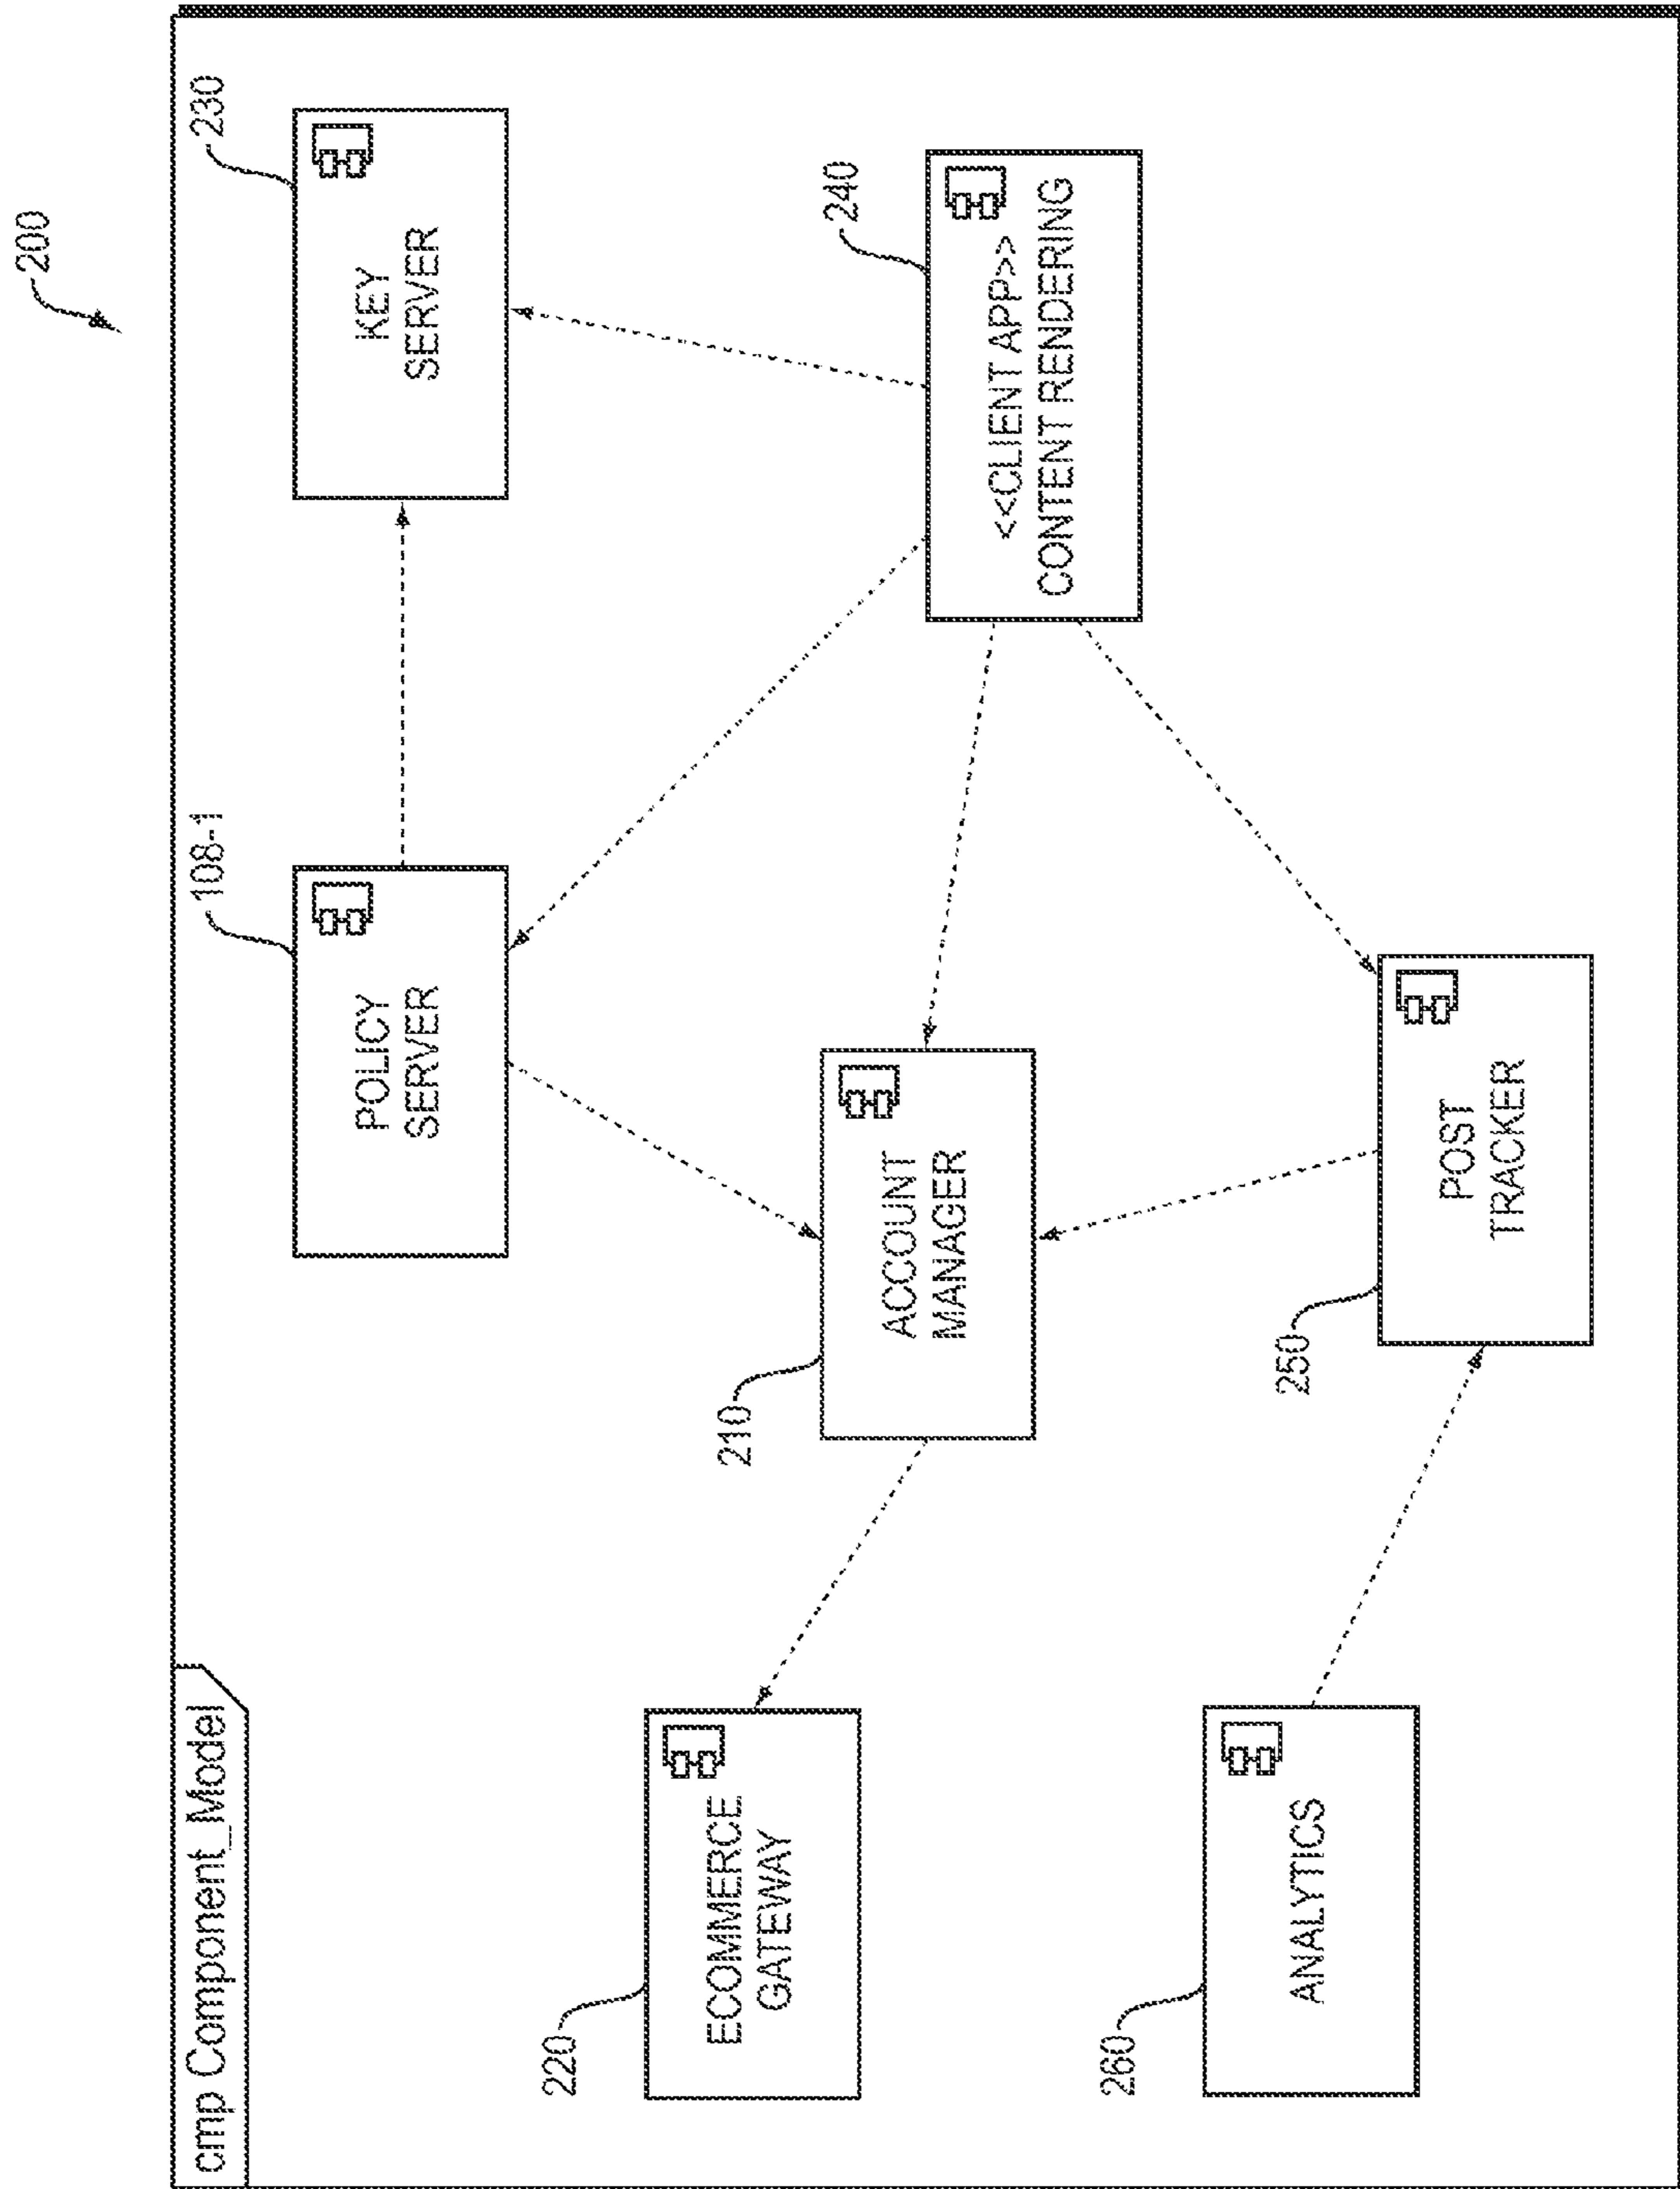 200
cmp Component_Model
108-1
POLICY
SERVER
230
KEY
SERVER
220
ECOMMERCE
GATEWAY
210
ACCOUNT
MANAGER
240
<<CLIENT APP>>
CONTENT RENDERING
260
ANALYTICS
250
POST
TRACKER